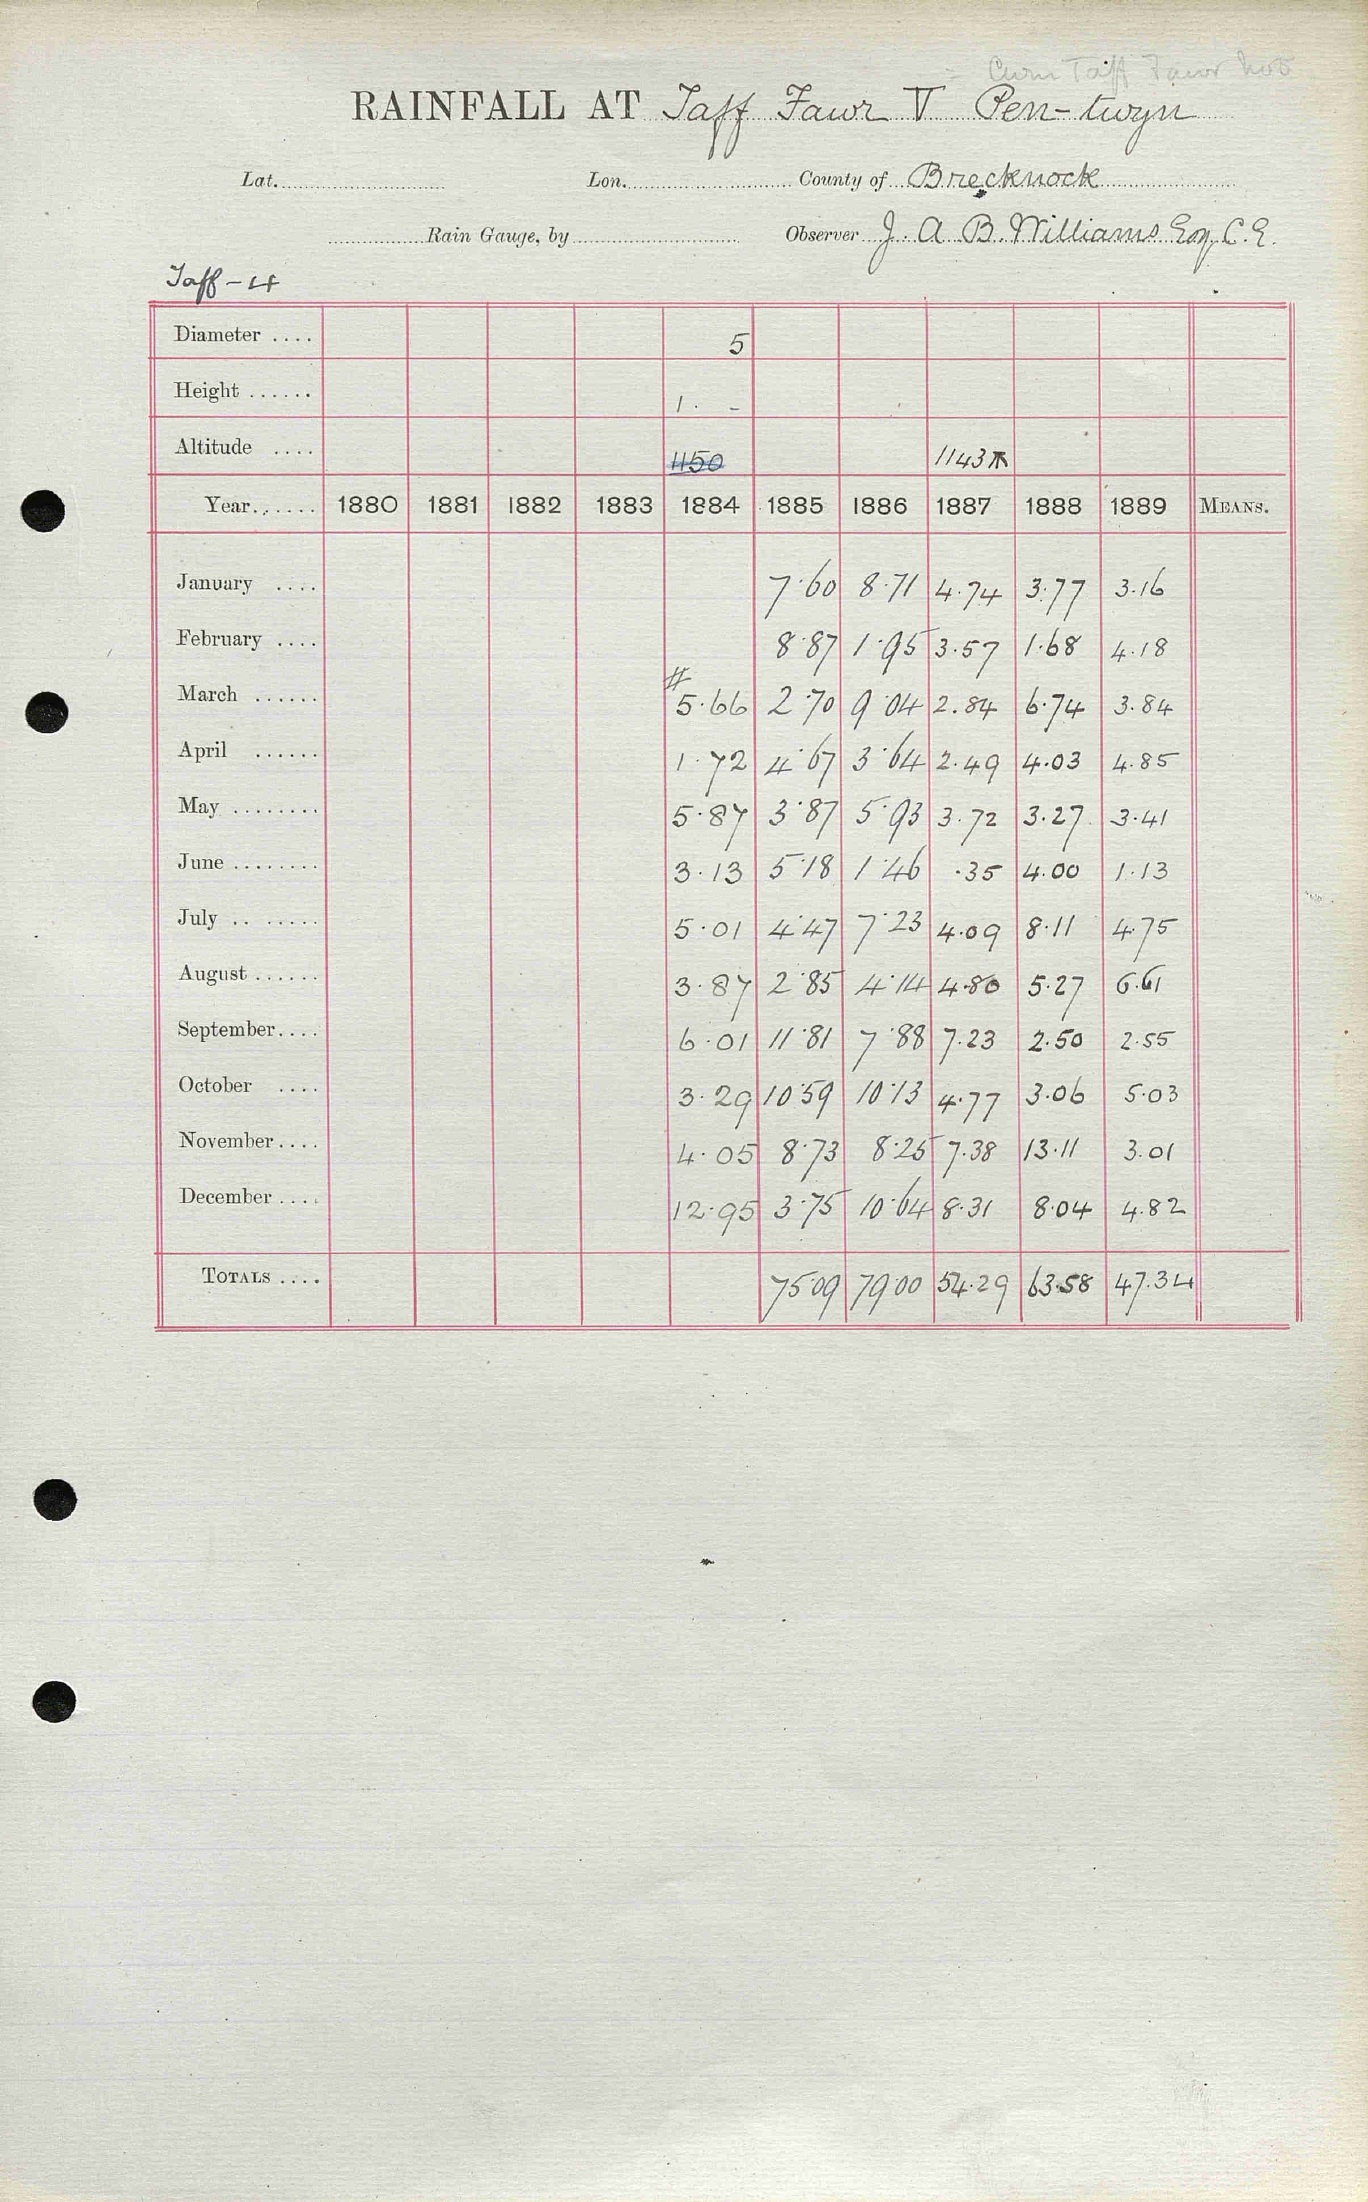 = Cwm Taff Fawr No 5
RAINFALL AT Taff Fawr V Pen-twyn
Lat. Lon. County of Brecknock
Rain Gauge, by Observer J. A. B. Williams Esq. C.E.
Taff-4
Diameter .... 5
Height ...... 1. -
Altitude .... 1150 1143
Year...... 1880 1881 1882 1883 1884 1885 1886 1887 1888 1889 MEANS.
January .... 7.60 8.71 4.74 3.77 3.16
February .... 8.87 1.95 3.57 1.68 4.18
March ...... # 5.66 2.70 9.04 2.84 6.74 3.84
April ...... 1.72 4.67 3.64 2.49 4.03 4.85
May ........ 5.87 3.87 5.93 3.72 3.27 3.41
June ........ 3.13 5.18 1.46 .35 4.00 1.13
July .. ...... 5.01 4.47 7.23 4.09 8.11 4.75
August ...... 3.87 2.85 4.14 4.80 5.27 6.61
September.... 6.01 11.81 7.88 7.23 2.50 2.55
October .... 3.29 10.59 10.13 4.77 3.06 5.03
November.... 4.05 8.73 8.25 7.38 13.11 3.01
December.... 12.95 3.75 10.64 8.31 8.04 4.82
TOTALS .... 75.09 79.00 54.29 63.58 47.34